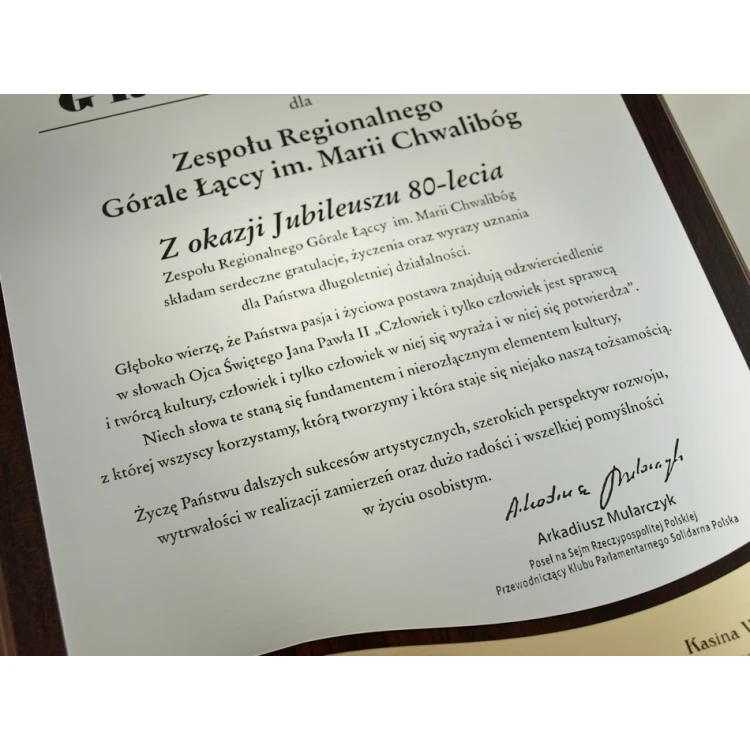 dla
Zespołu Regionalnego
Górale Łąccy im. Marii Chwalibóg
Z okazji Jubileuszu 80-lecia
Zespołu Regionalnego Górale Łąccy im. Marii Chwalibóg
składam serdeczne gratulacje, życzenia oraz wyrazy uznania
dla Państwa długoletniej działalności.
Głęboko wierzę, że Państwa pasja i życiowa postawa znajdują odzwierciedlenie
w słowach Ojca Świętego Jana Pawła II „Człowiek i tylko człowiek jest sprawcą
i twórcą kultury, człowiek i tylko człowiek w niej się wyraża i w niej się potwierdza”.
Niech słowa te staną się fundamentem i nierozłącznym elementem kultury,
z której wszyscy korzystamy, którą tworzymy i która staje się niejako naszą tożsamością.
Życzę Państwu dalszych sukcesów artystycznych, szerokich perspektyw rozwoju,
wytrwałości w realizacji zamierzeń oraz dużo radości i wszelkiej pomyślności
w życiu osobistym.
Arkadiusz Mularczyk
Arkadiusz Mularczyk
Poseł na Sejm Rzeczypospolitej Polskiej
Przewodniczący Klubu Parlamentarnego Solidarna Polska
Kasina